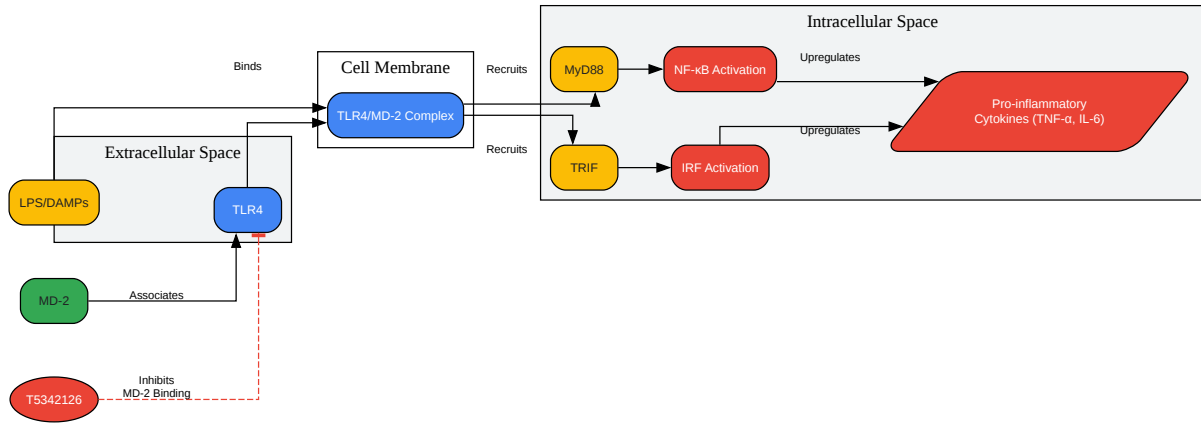 Intracellular Space
Binds
Cell Membrane
Recruits
MyD88
NF-κB Activation
Upregulates
TLR4/MD-2 Complex
Pro-inflammatory
Cytokines (TNF-α, IL-6)
Extracellular Space
Recruits
Upregulates
TRIF
IRF Activation
LPS/DAMPs
TLR4
MD-2
Associates
Inhibits
MD-2 Binding
T5342126